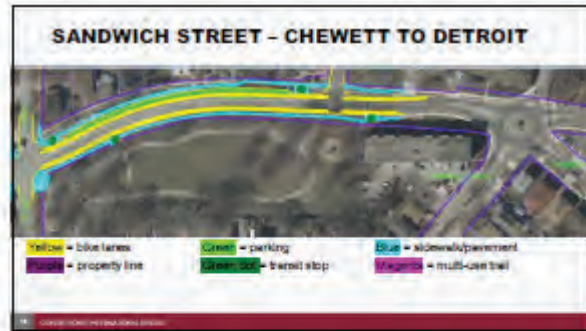 SANDWICH STREET – CHEWETT TO DETROIT
Yellow = bike lanes Green = parking Blue = sidewalk/pavement
Purple = property line Green dot = transit stop Magenta = multi-use trail